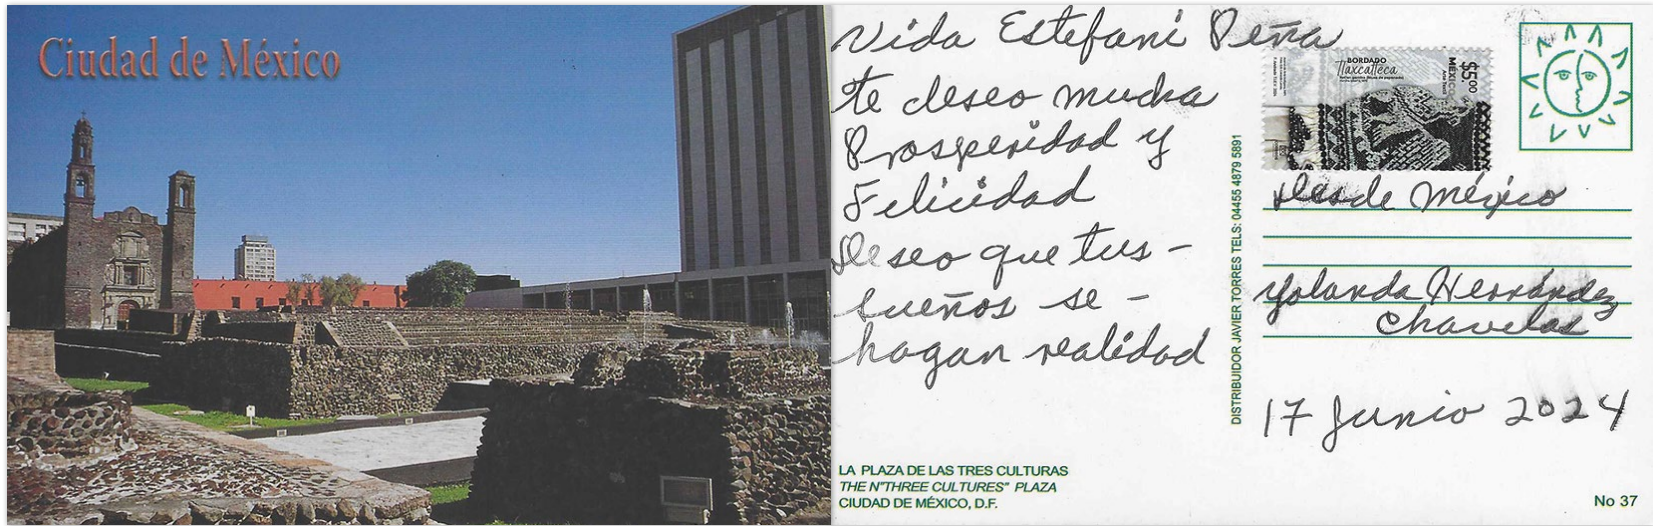 Ciudad de México
Vida Estefani Peña
te deseo mucha
Prosperidad y
Felicidad
Deseo que tus -
sueños se -
hagan realidad
BORDADO
Tlaxcalteca
MÉXICO
$5.00
Desde México
Yolanda Hernández
Chavelas
17 Junio 2024
DISTRIBUIDOR JAVIER TORRES TELS: 04455 4879 5891
LA PLAZA DE LAS TRES CULTURAS
THE N"THREE CULTURES" PLAZA
CIUDAD DE MÉXICO, D.F.
No 37